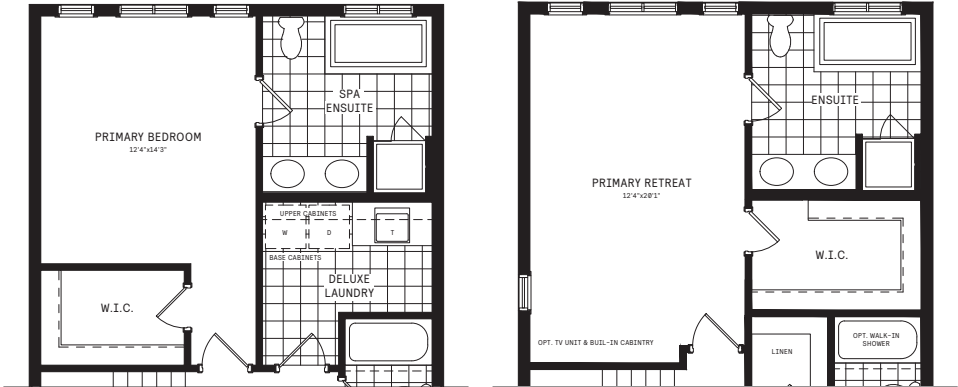 SPA
ENSUITE
PRIMARY BEDROOM
12'4"x14'3"
UPPER CABINETS
W
D
T
BASE CABINETS
DELUXE
LAUNDRY
W.I.C.
ENSUITE
PRIMARY RETREAT
12'4"x20'1"
W.I.C.
OPT. TV UNIT & BUIL-IN CABINTRY
LINEN
OPT. WALK-IN
SHOWER